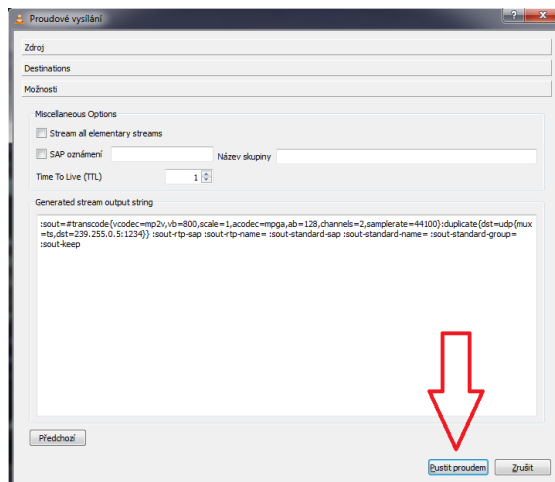 Proudové vysílání
Zdroj
Destinations
Možnosti
Miscellaneous Options
Stream all elementary streams
SAP oznámení
Název skupiny
Time To Live (TTL)
1
Generated stream output string
:sout=#transcode{vcodec=mp2v,vb=800,scale=1,acodec=mpga,ab=128,channels=2,samplerate=44100}:duplicate{dst=udp{mux
=ts,dst=239.255.0.5:1234}} :sout-rtp-sap :sout-rtp-name= :sout-standard-sap :sout-standard-name= :sout-standard-group=
:sout-keep
Předchozí
Pustit proudem
Zrušit